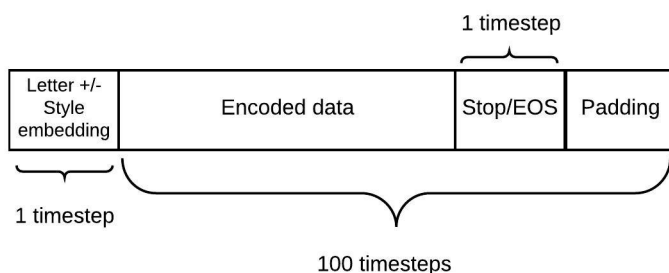 1 timestep
Letter +/-
Style
embedding
Encoded data
Stop/EOS
Padding
1 timestep
100 timesteps